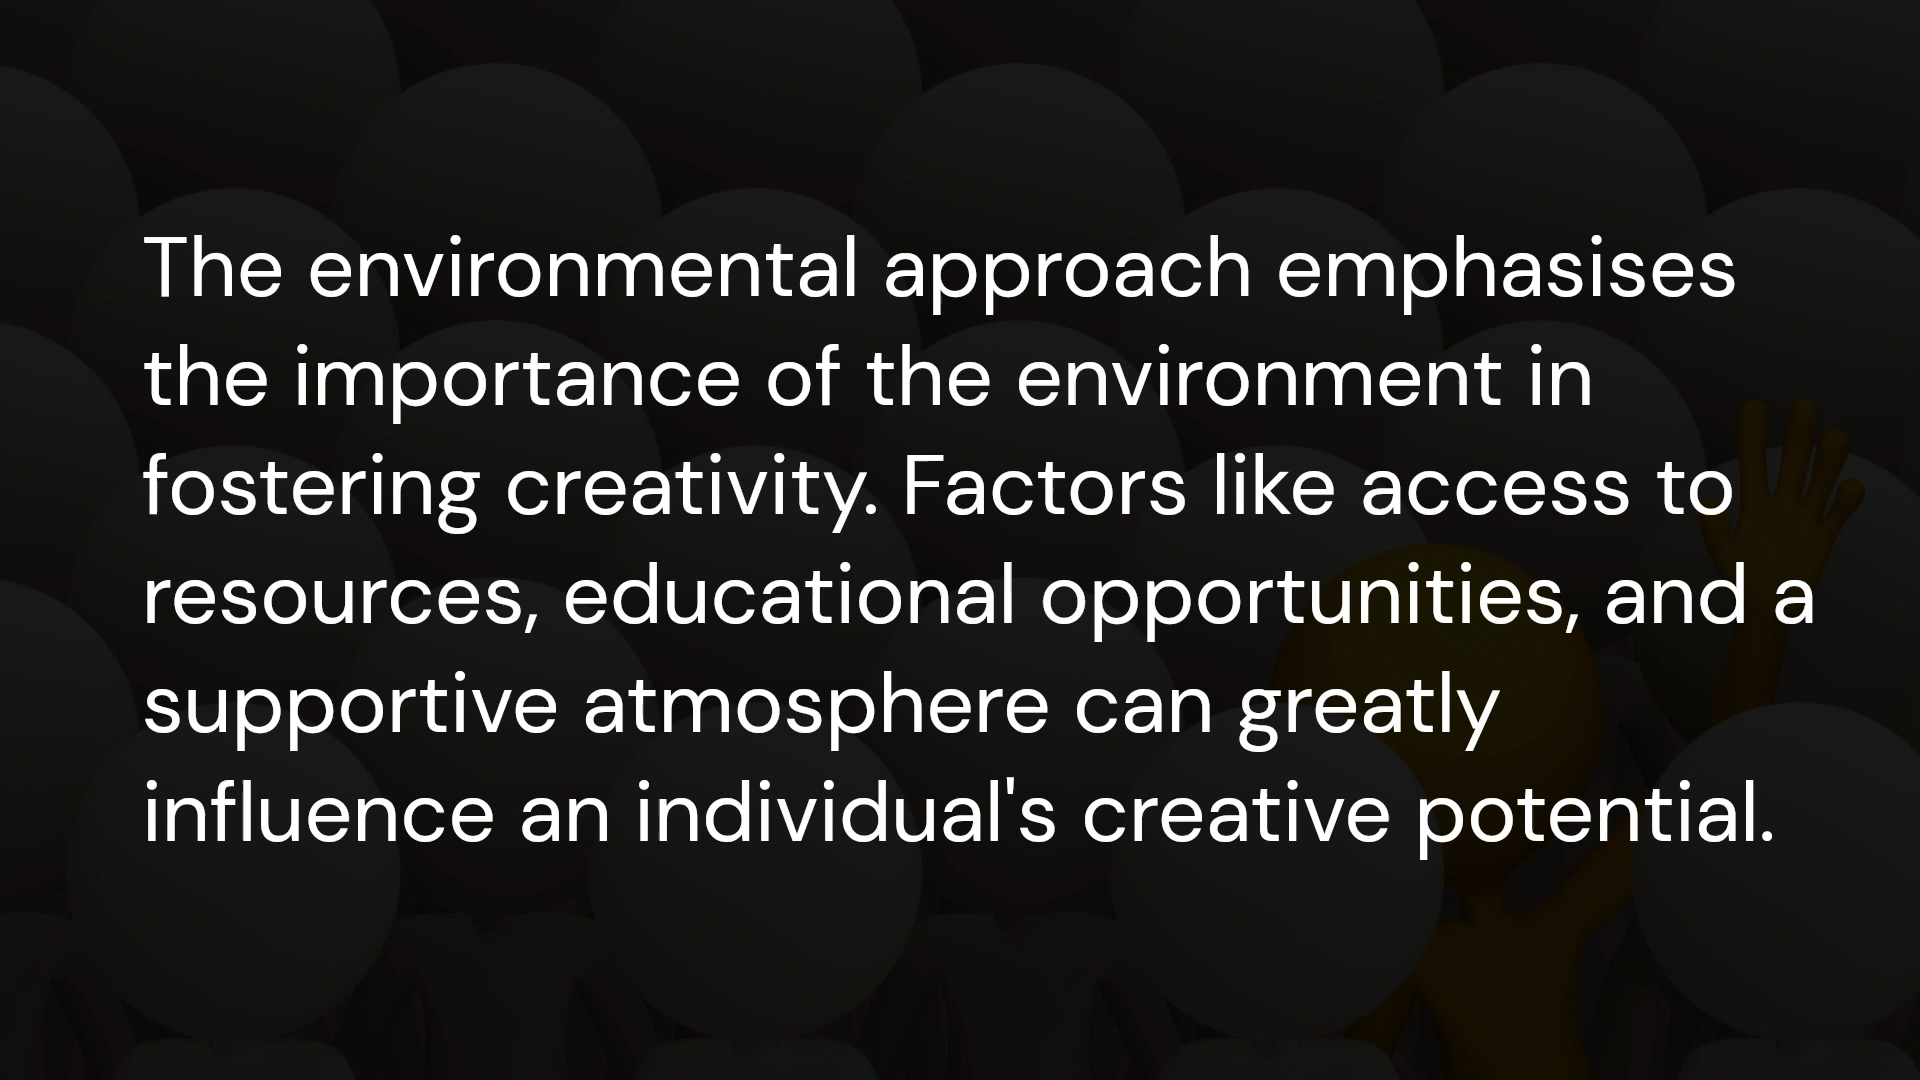 The environmental approach emphasises
the importance of the environment in
fostering creativity. Factors like access to
resources, educational opportunities, and a
supportive atmosphere can greatly
influence an individual's creative potential.